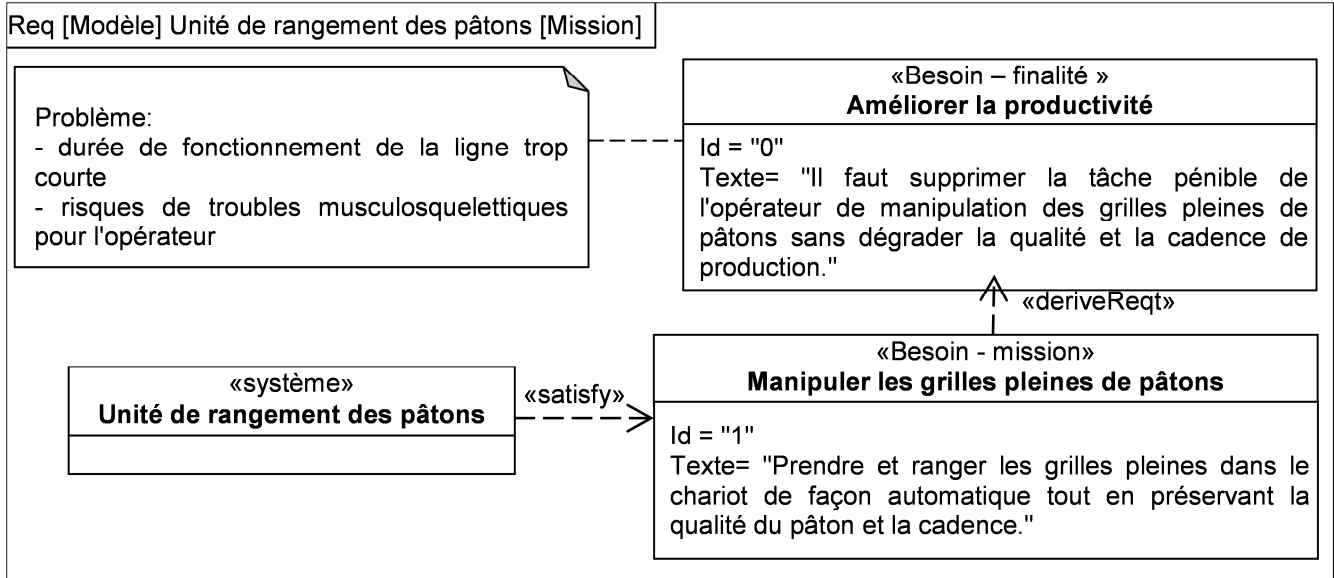 Req [Modèle] Unité de rangement des pâtons [Mission]
Problème:
- durée de fonctionnement de la ligne trop
courte
- risques de troubles musculosquelettiques
pour l'opérateur
«Besoin – finalité »
Améliorer la productivité
Id = "0"
Texte= "Il faut supprimer la tâche pénible de
l'opérateur de manipulation des grilles pleines de
pâtons sans dégrader la qualité et la cadence de
production."
«deriveReqt»
«système»
Unité de rangement des pâtons
«satisfy»
«Besoin - mission»
Manipuler les grilles pleines de pâtons
Id = "1"
Texte= "Prendre et ranger les grilles pleines dans le
chariot de façon automatique tout en préservant la
qualité du pâton et la cadence."